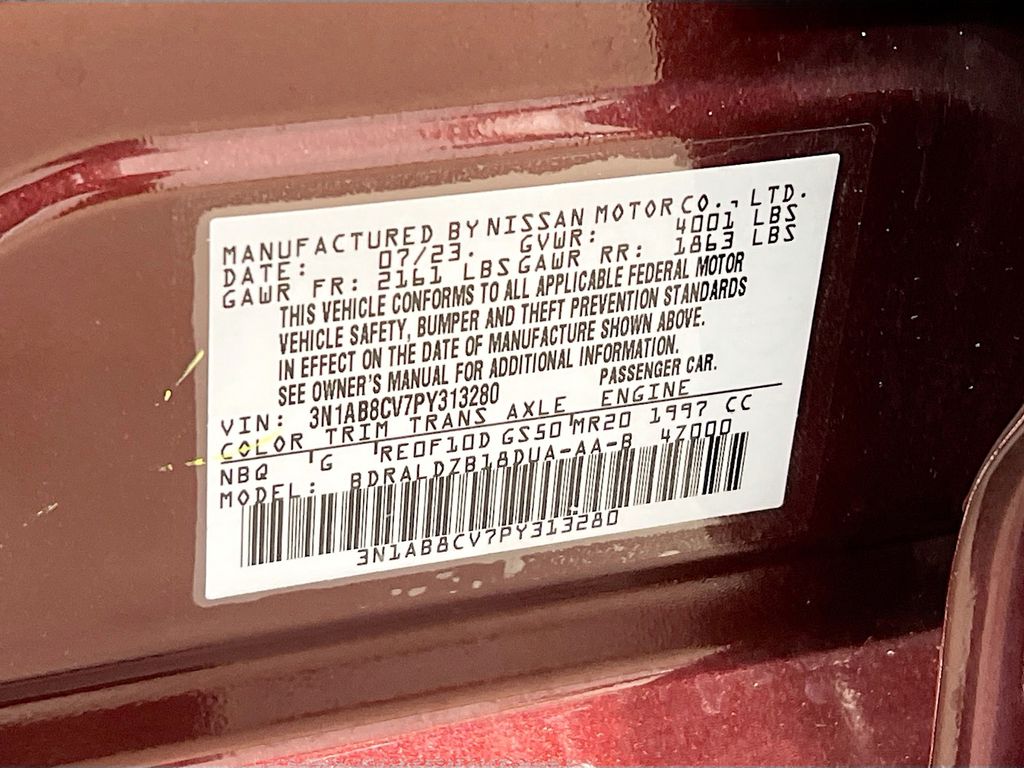 MANUFACTURED BY NISSAN MOTOR CO., LTD.
DATE: 07/23. GVWR: 4001 LBS
GAWR FR: 2161 LBS GAWR RR: 1863 LBS
THIS VEHICLE CONFORMS TO ALL APPLICABLE FEDERAL MOTOR
VEHICLE SAFETY, BUMPER AND THEFT PREVENTION STANDARDS
IN EFFECT ON THE DATE OF MANUFACTURE SHOWN ABOVE.
SEE OWNER'S MANUAL FOR ADDITIONAL INFORMATION.
VIN: 3N1AB8CV7PY313280 PASSENGER CAR.
COLOR TRIM TRANS AXLE ENGINE
NBQ G RE0F10D GS50 MR20 1997 CC
MODEL: BDRALDZB18DUA-AA-B 47000
3N1AB8CV7PY313280